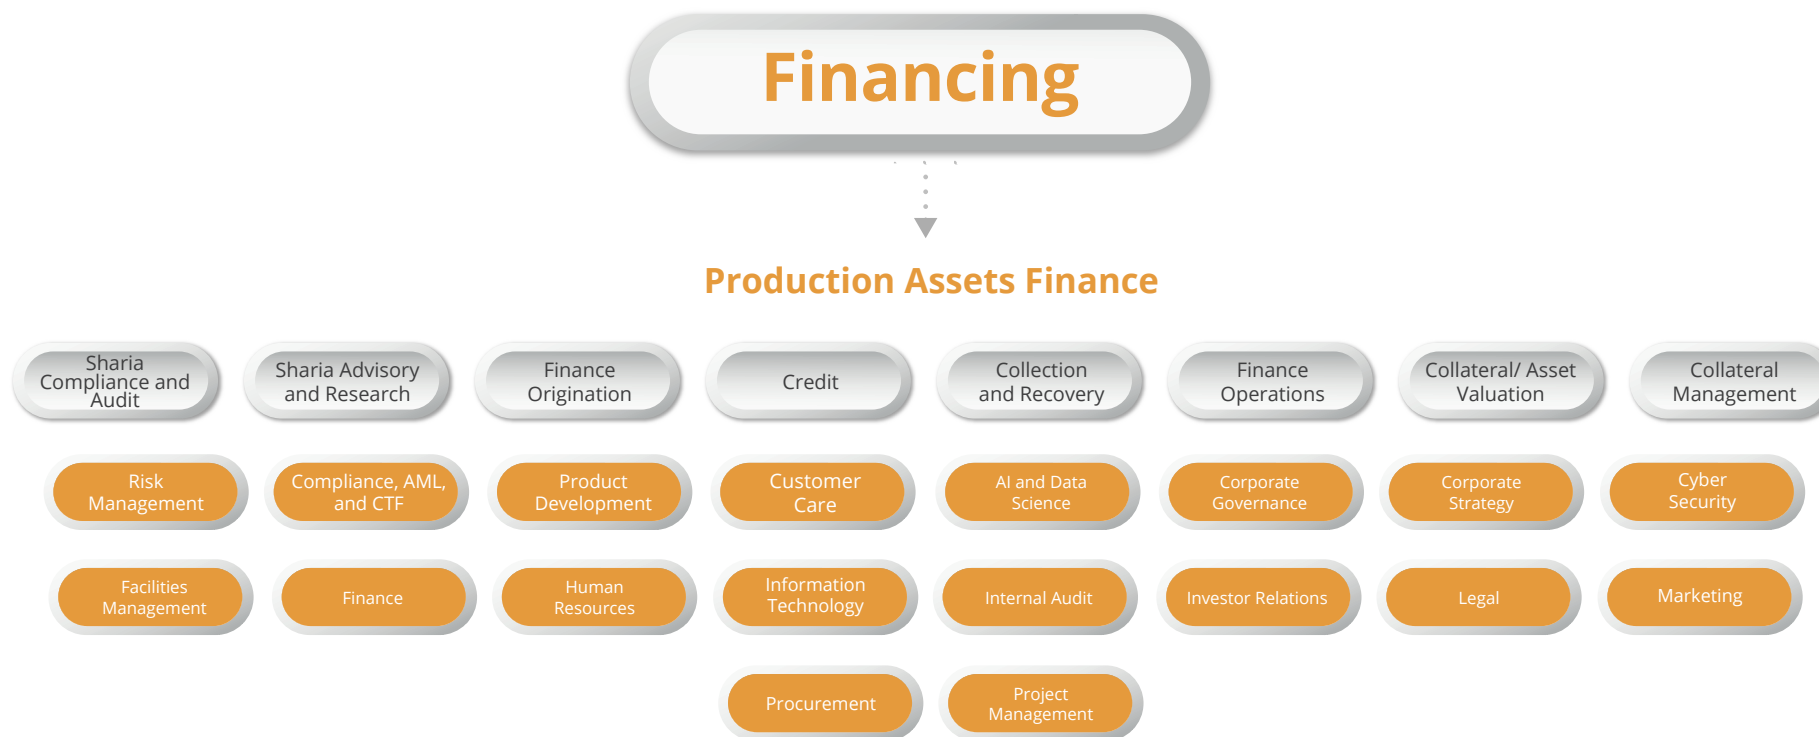 Financing
Production Assets Finance
Sharia
Compliance and
Audit
Sharia Advisory
and Research
Finance
Origination
Credit
Collection
and Recovery
Finance
Operations
Collateral/ Asset
Valuation
Collateral
Management
Risk
Management
Compliance, AML,
and CTF
Product
Development
Customer
Care
AI and Data
Science
Corporate
Governance
Corporate
Strategy
Cyber
Security
Facilities
Management
Finance
Human
Resources
Information
Technology
Internal Audit
Investor Relations
Legal
Marketing
Procurement
Project
Management